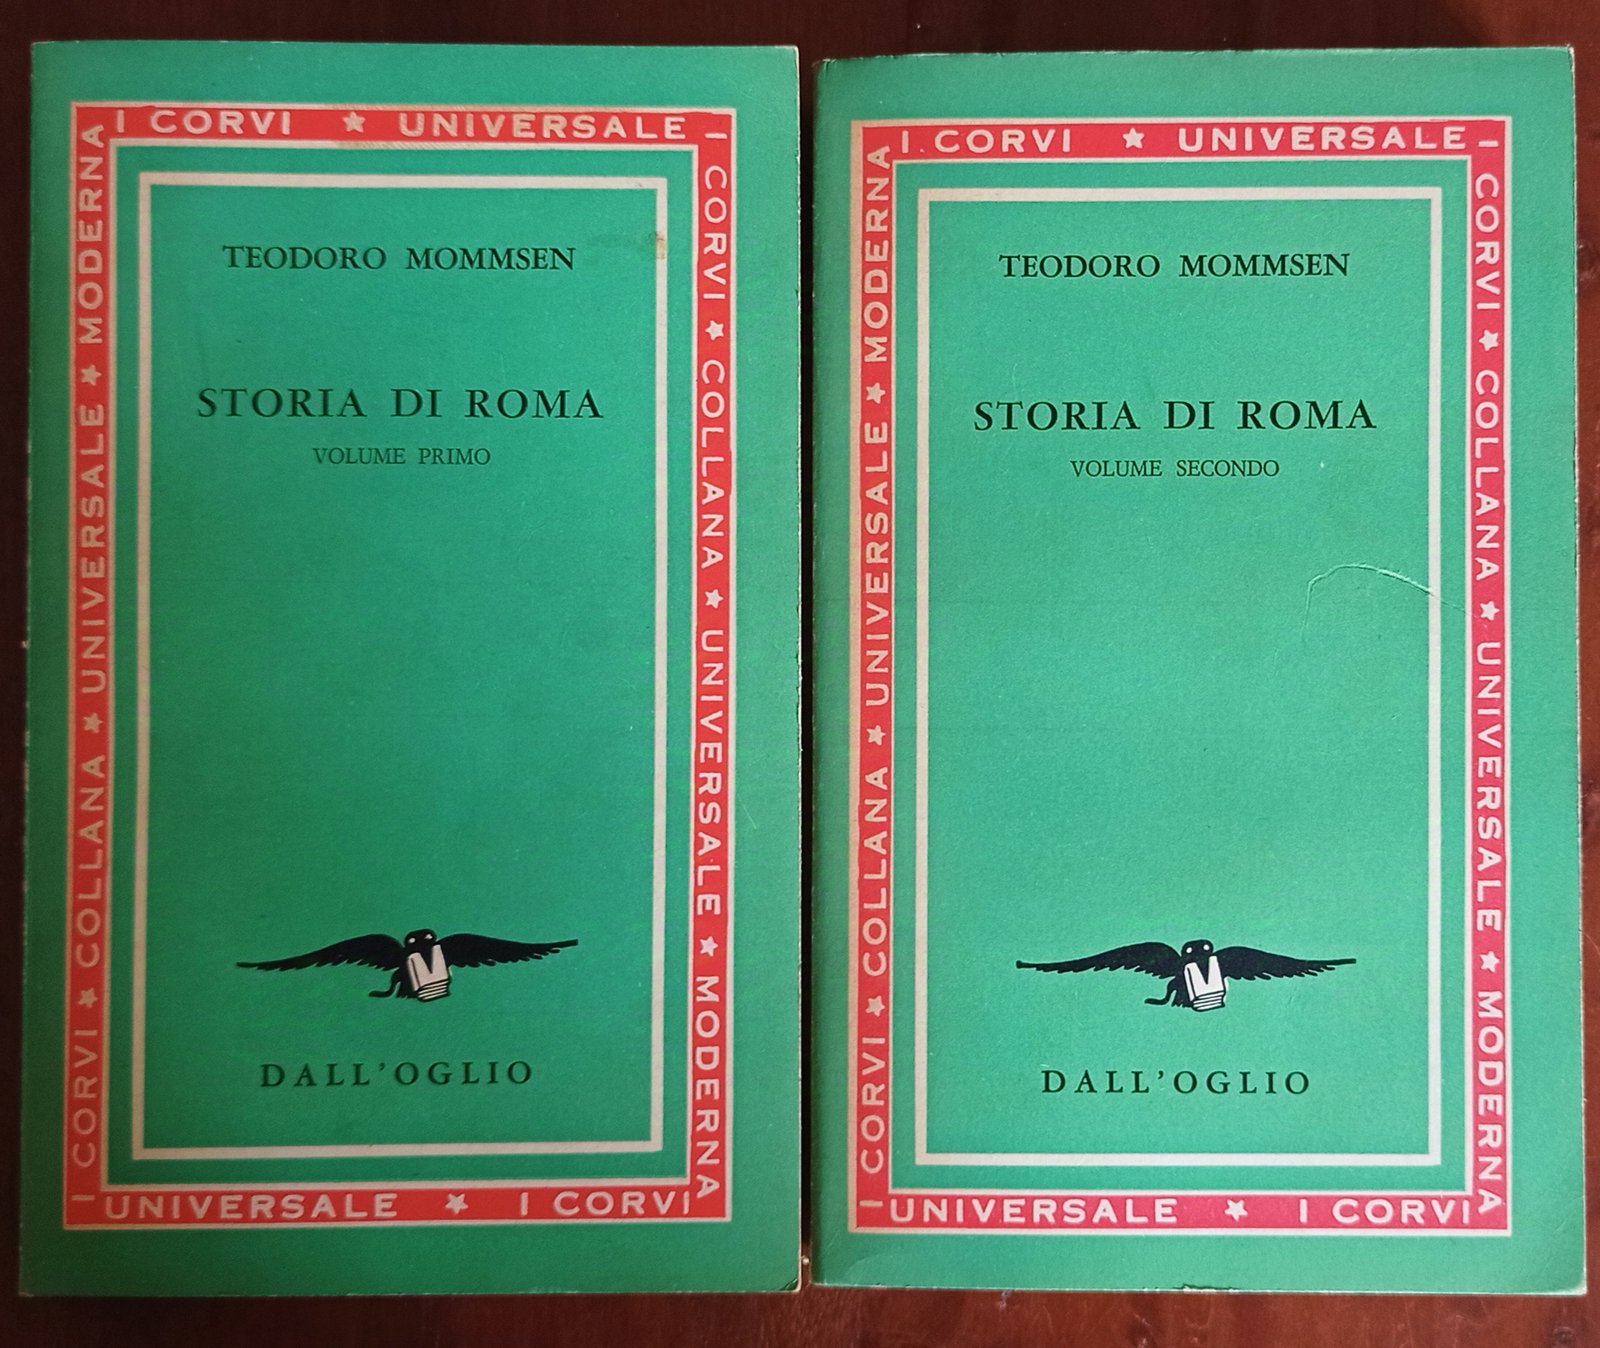 I CORVI ★ UNIVERSALE
I CORVI ★ COLLANA ★ UNIVERSALE ★ MODERNA
I CORVI ★ COLLANA ★ UNIVERSALE ★ MODERNA
TEODORO MOMMSEN
STORIA DI ROMA
VOLUME PRIMO
V
DALL'OGLIO
UNIVERSALE ★ I CORVI
I CORVI ★ UNIVERSALE
I CORVI ★ COLLANA ★ UNIVERSALE ★ MODERNA
I CORVI ★ COLLANA ★ UNIVERSALE ★ MODERNA
TEODORO MOMMSEN
STORIA DI ROMA
VOLUME SECONDO
V
DALL'OGLIO
UNIVERSALE ★ I CORVI